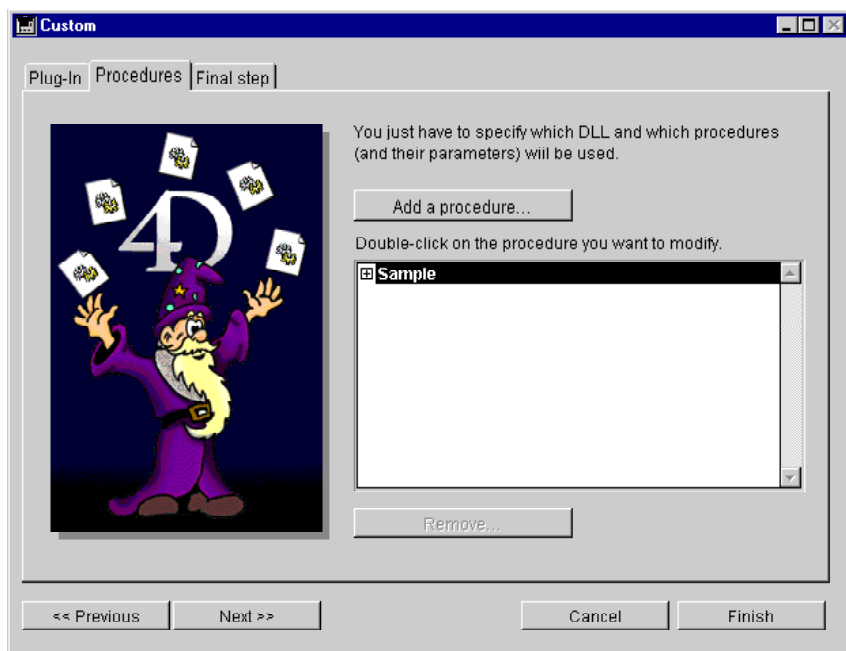 Custom
Plug-In Procedures Final step
4D
You just have to specify which DLL and which procedures
(and their parameters) wiil be used.
Add a procedure...
Double-click on the procedure you want to modify.
Sample
Remove...
<< Previous Next >> Cancel Finish